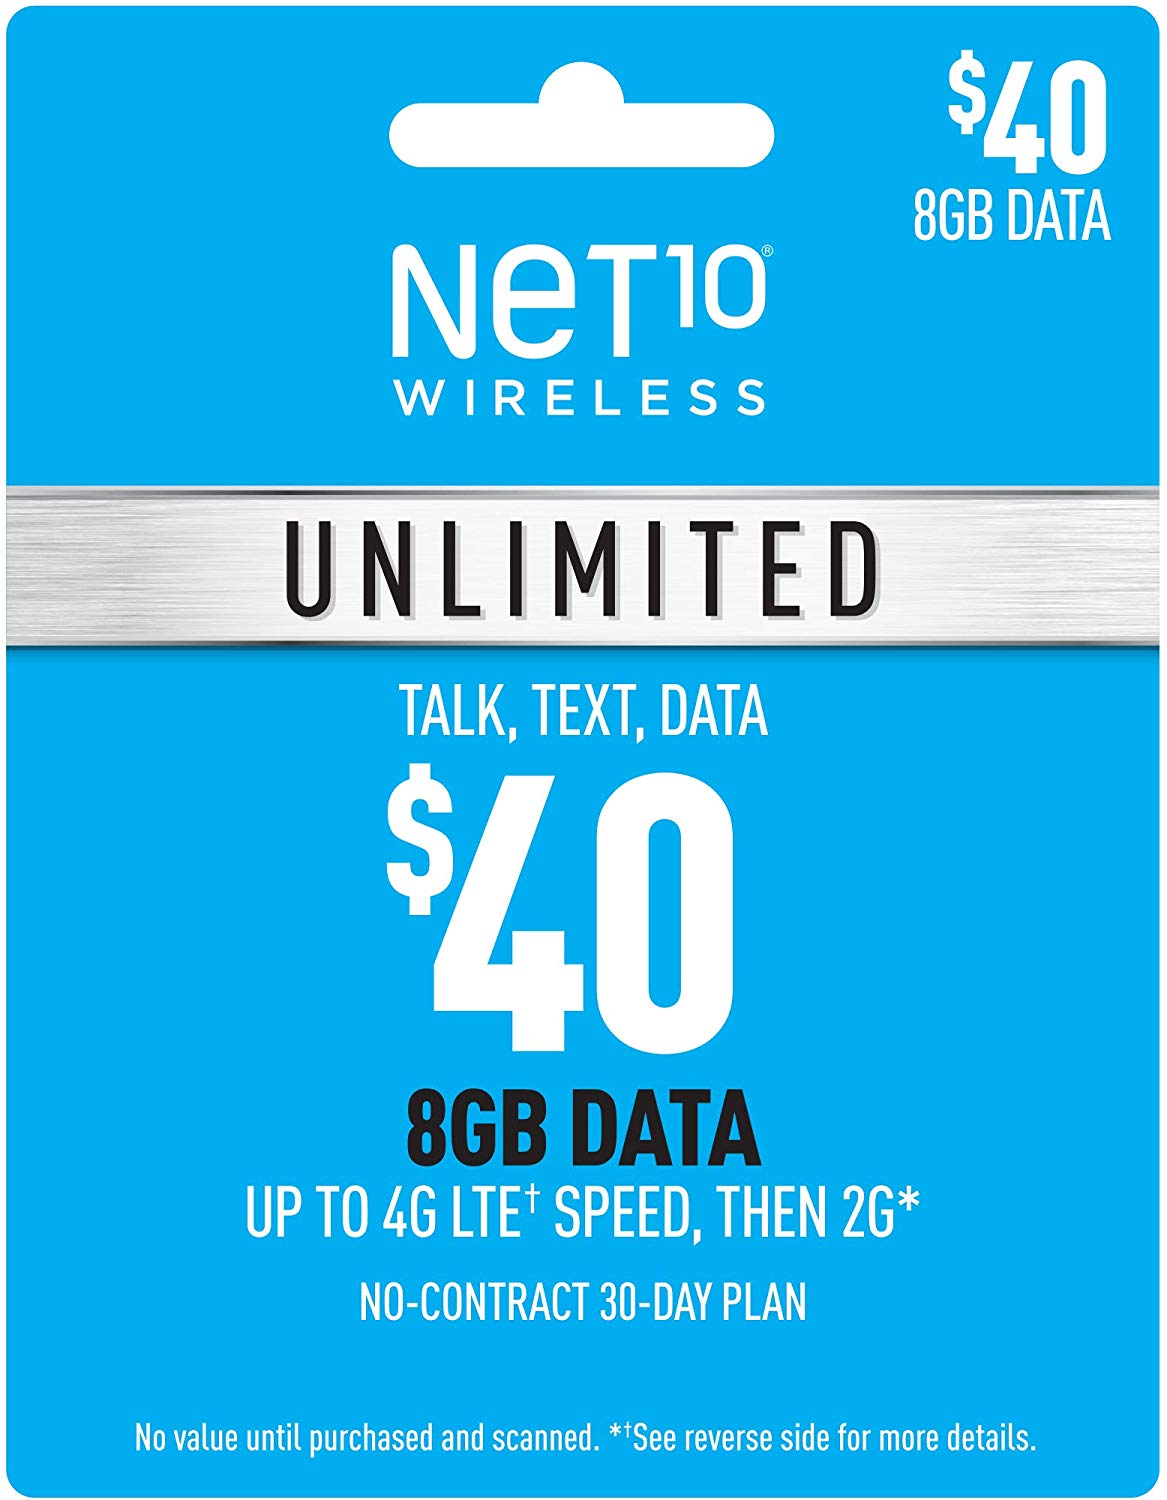 $40
8GB DATA
NET10®
WIRELESS
UNLIMITED
TALK, TEXT, DATA
$40
8GB DATA
UP TO 4G LTE† SPEED, THEN 2G*
NO-CONTRACT 30-DAY PLAN
No value until purchased and scanned. *†See reverse side for more details.